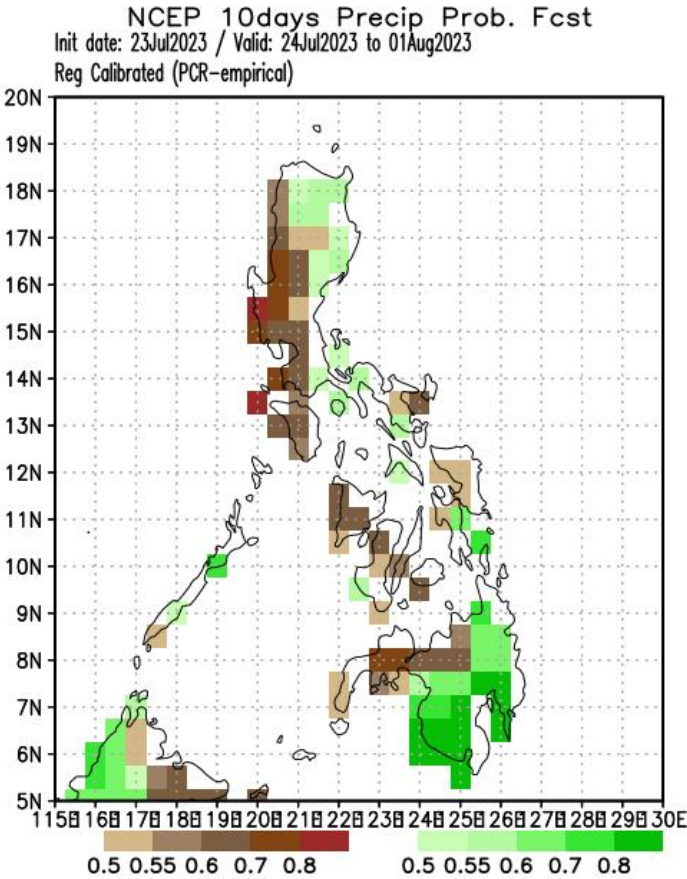 NCEP 10days Precip Prob. Fcst
Init date: 23Jul2023 / Valid: 24Jul2023 to 01Aug2023
Reg Calibrated (PCR-empirical)
20N
19N
18N
17N
16N
15N
14N
13N
12N
11N
10N
9N
8N
7N
6N
5N
115E 116E 117E 118E 119E 120E 121E 122E 123E 124E 125E 126E 127E 128E 129E 130E
0.5 0.55 0.6 0.7 0.8 0.5 0.55 0.6 0.7 0.8